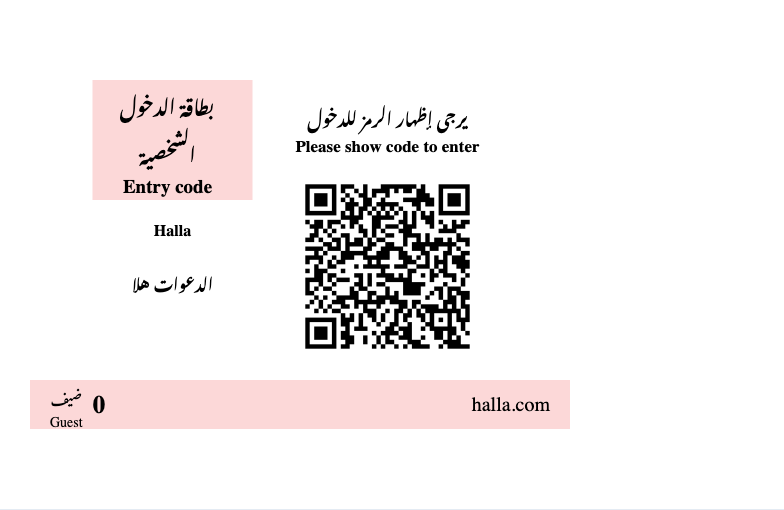 بطاقة الدخول
الشخصية
Entry code
Halla
الدعوات هلا
يرجى إظهار الرمز للدخول
Please show code to enter
ضيف 0
Guest
halla.com